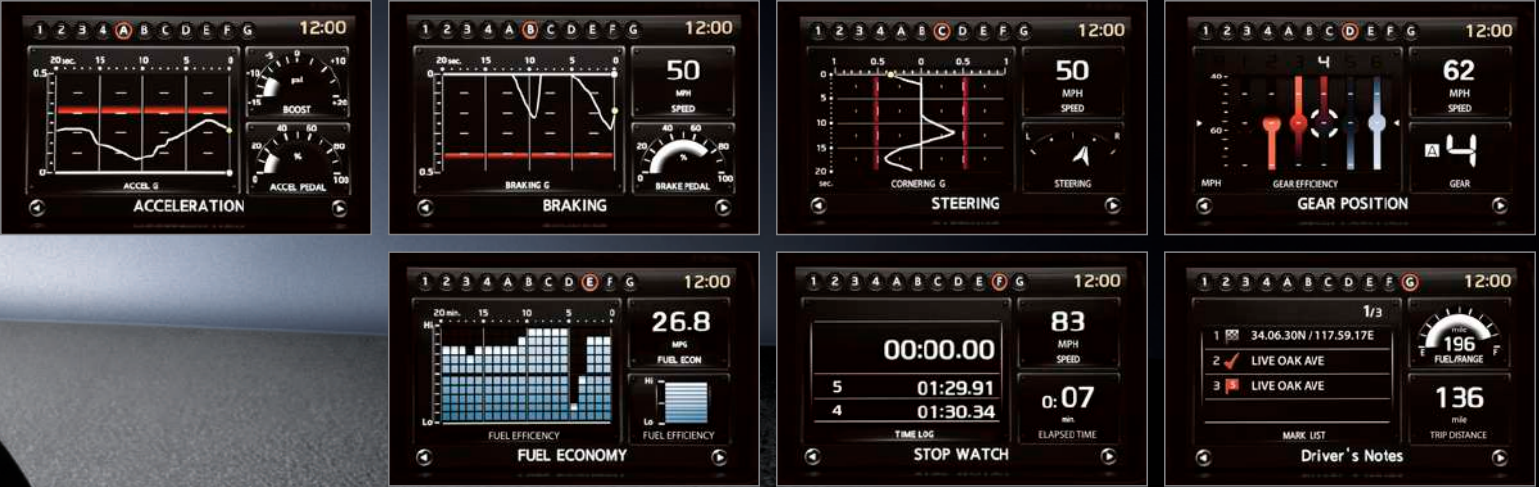 1 2 3 4 A B C D E F G 12:00
20 sec. 15 10 5 0
0.5
0
ACCEL G
-15 -5 0 +10 +20
psi
BOOST
40 60 20 80 0 100
%
ACCEL PEDAL
ACCELERATION
1 2 3 4 A B C D E F G 12:00
20 sec. 15 10 5 0
0
0.5
BRAKING G
50
MPH
SPEED
40 60 20 80 0 100
%
BRAKE PEDAL
BRAKING
1 2 3 4 A B C D E F G 12:00
1 0.5 0 0.5 1
0
5
10
15
20
sec.
CORNERING G
50
MPH
SPEED
L R
STEERING
STEERING
1 2 3 4 A B C D E F G 12:00
1 2 3 4 5 6
40
60
MPH
GEAR EFFICIENCY
62
MPH
SPEED
A 4
GEAR
GEAR POSITION
1 2 3 4 A B C D E F G 12:00
20 min. 15 10 5 0
Hi
Lo
FUEL EFFICIENCY
26.8
MPG
FUEL ECON
Hi
Lo
FUEL EFFICIENCY
FUEL ECONOMY
1 2 3 4 A B C D E F G 12:00
00:00.00
5 01:29.91
4 01:30.34
TIME LOG
83
MPH
SPEED
0:07
min.
ELAPSED TIME
STOP WATCH
1 2 3 4 A B C D E F G 12:00
1/3
1 34.06.30N / 117.59.17E
2 LIVE OAK AVE
3 S LIVE OAK AVE
MARK LIST
mile
196
E F
FUEL/RANGE
136
mile
TRIP DISTANCE
Driver's Notes